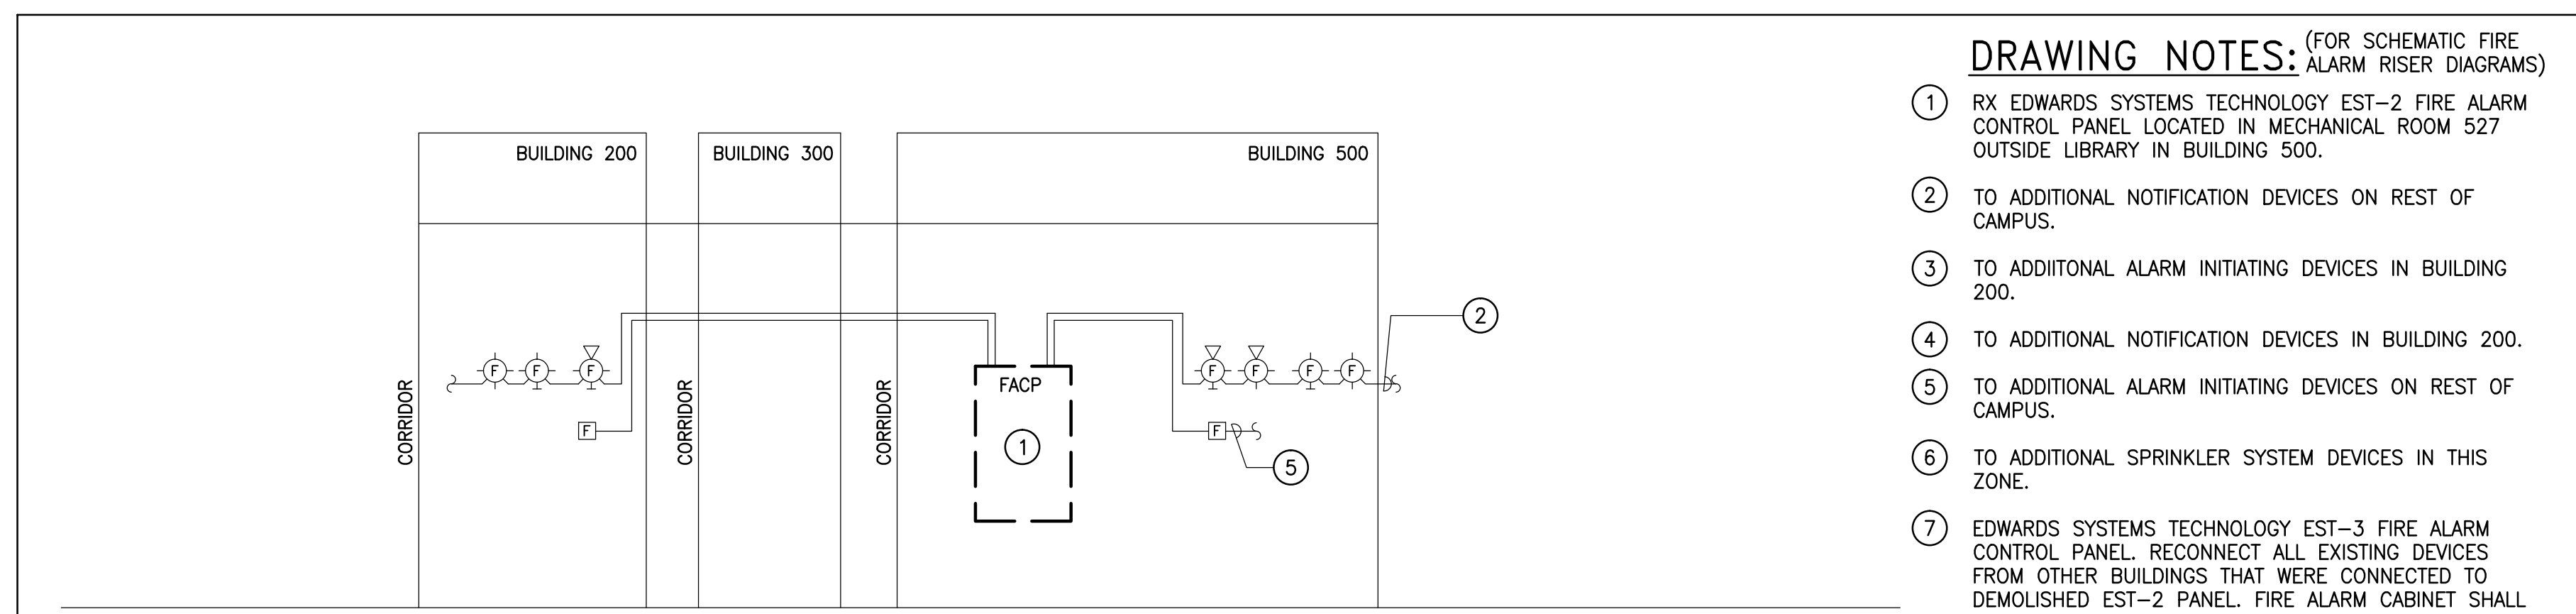 BUILDING 200
BUILDING 300
BUILDING 500
CORRIDOR
CORRIDOR
CORRIDOR
F
F
F
F
FACP
1
F
F
F
F
F
2
5
DRAWING NOTES: (FOR SCHEMATIC FIRE
ALARM RISER DIAGRAMS)
1 RX EDWARDS SYSTEMS TECHNOLOGY EST-2 FIRE ALARM
CONTROL PANEL LOCATED IN MECHANICAL ROOM 527
OUTSIDE LIBRARY IN BUILDING 500.
2 TO ADDITIONAL NOTIFICATION DEVICES ON REST OF
CAMPUS.
3 TO ADDIITONAL ALARM INITIATING DEVICES IN BUILDING
200.
4 TO ADDITIONAL NOTIFICATION DEVICES IN BUILDING 200.
5 TO ADDITIONAL ALARM INITIATING DEVICES ON REST OF
CAMPUS.
6 TO ADDITIONAL SPRINKLER SYSTEM DEVICES IN THIS
ZONE.
7 EDWARDS SYSTEMS TECHNOLOGY EST-3 FIRE ALARM
CONTROL PANEL. RECONNECT ALL EXISTING DEVICES
FROM OTHER BUILDINGS THAT WERE CONNECTED TO
DEMOLISHED EST-2 PANEL. FIRE ALARM CABINET SHALL